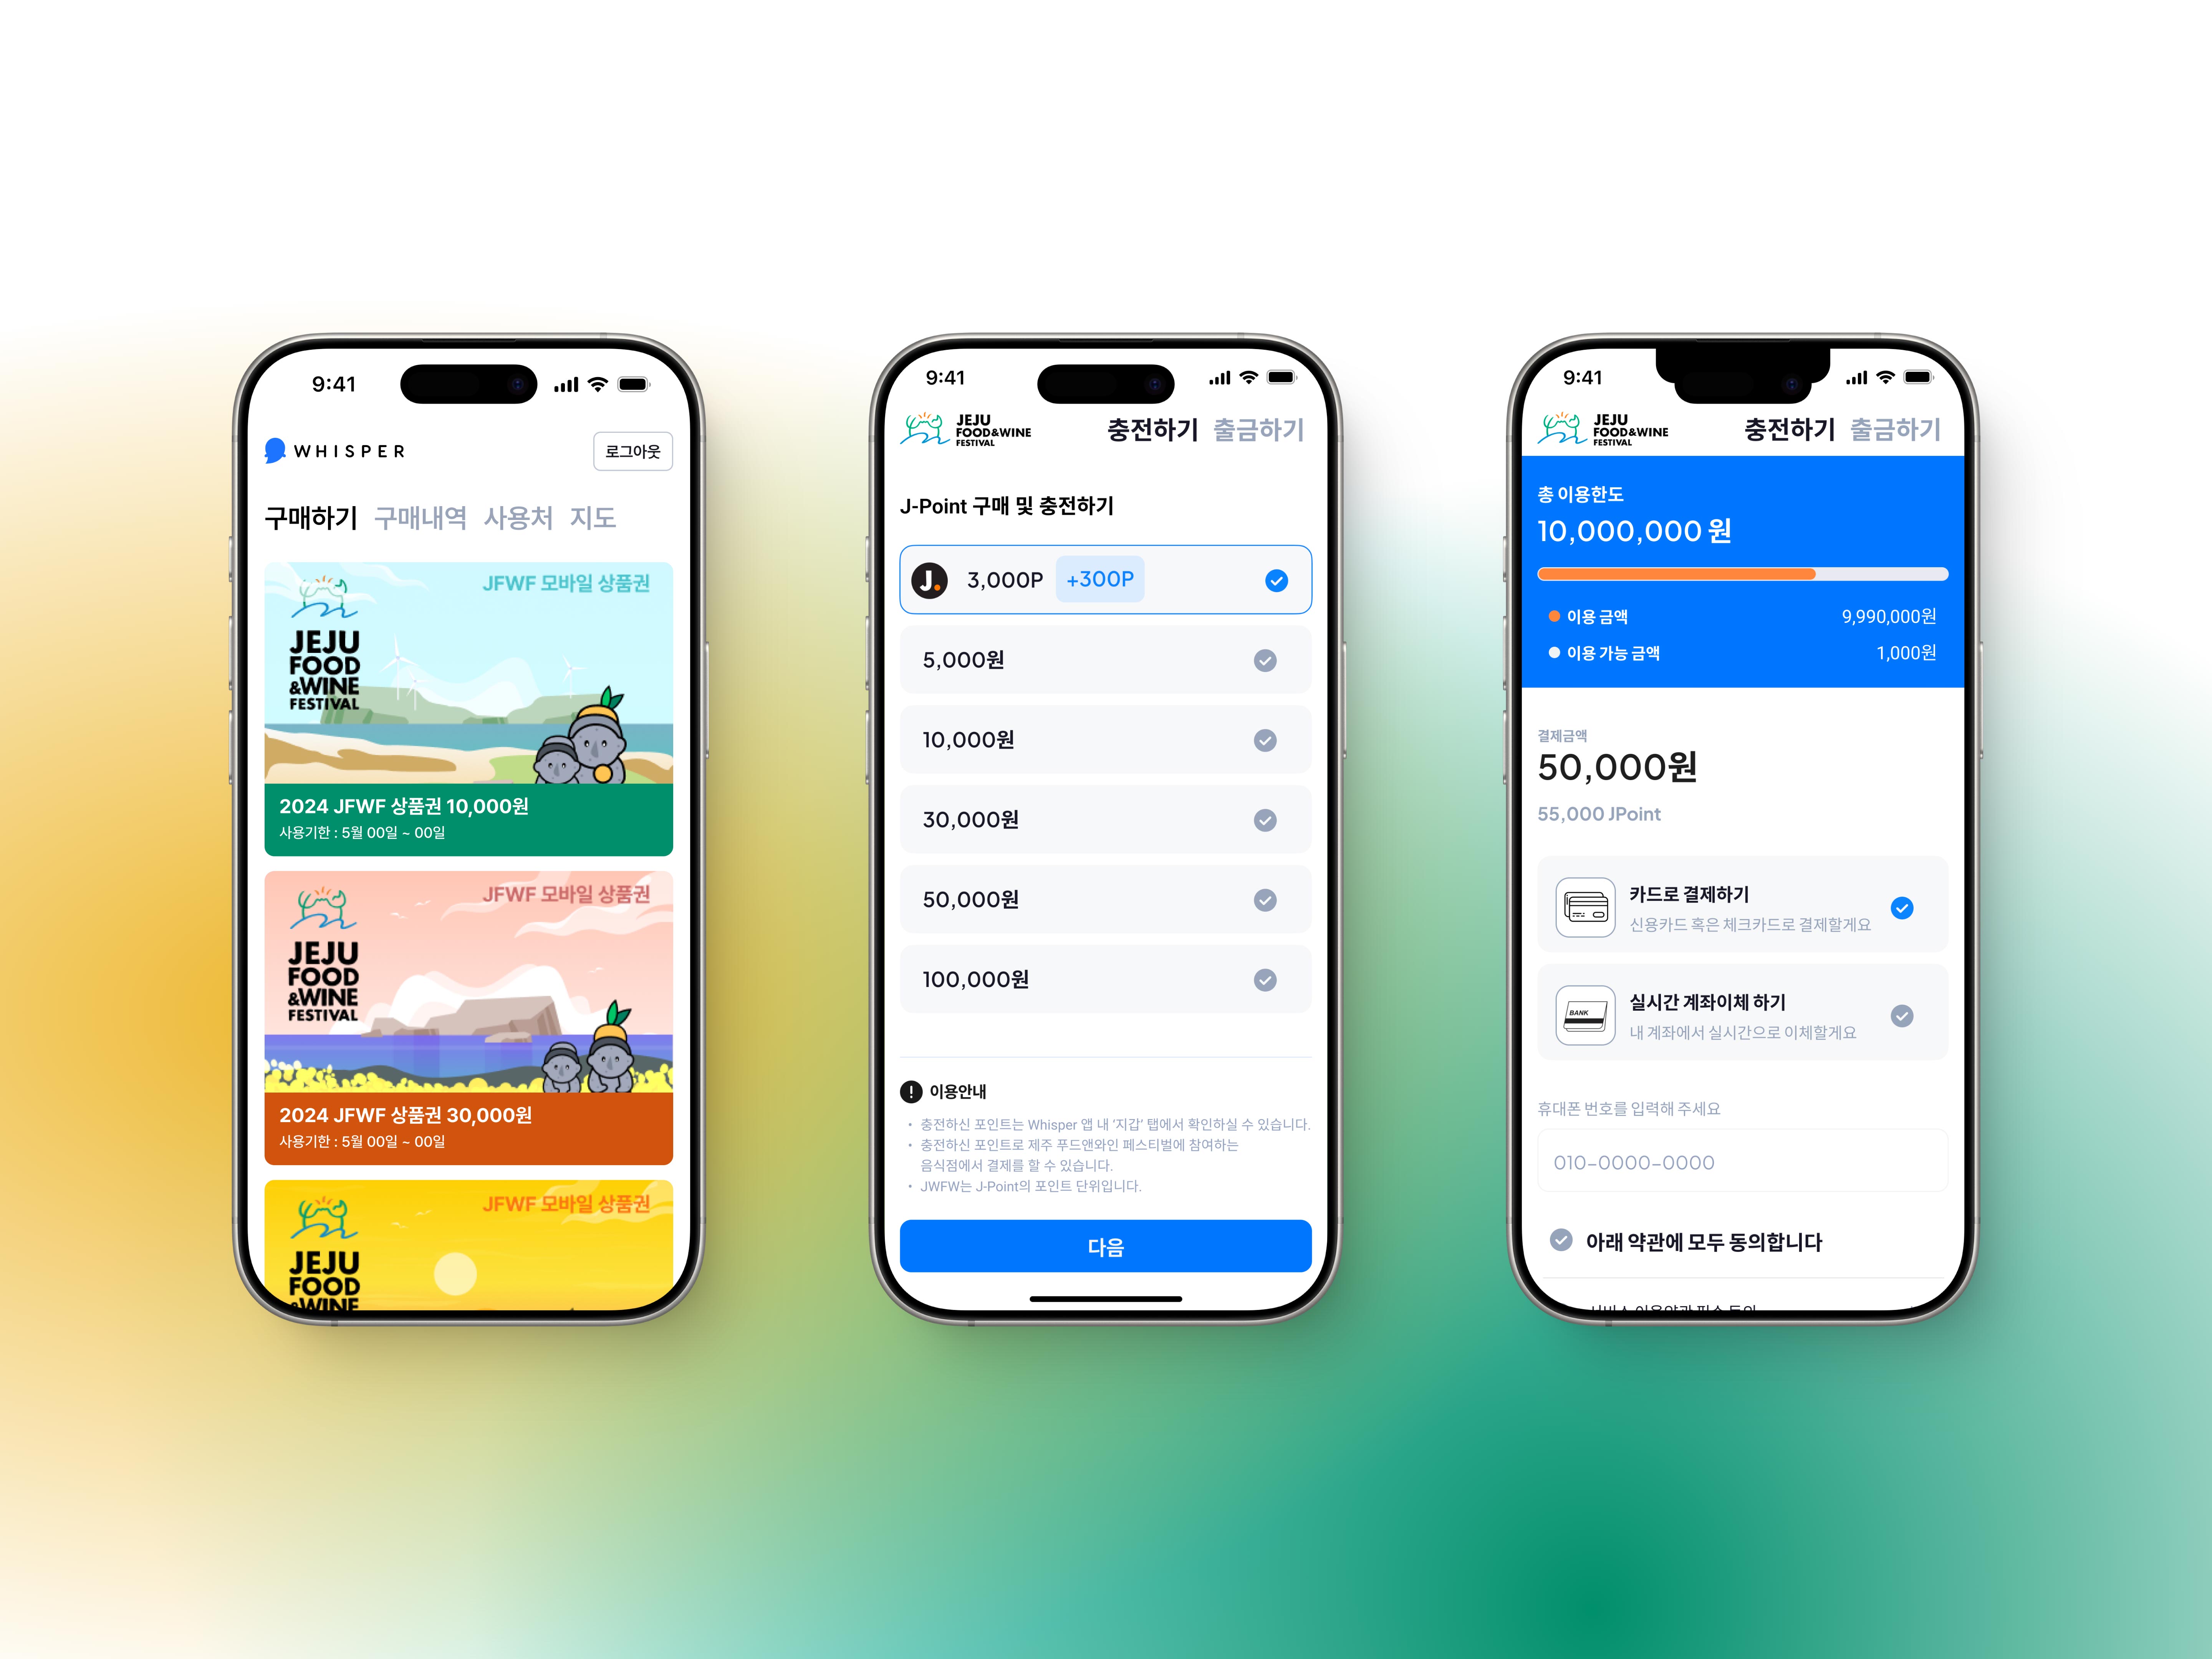 9:41
WHISPER
로그아웃
구매하기 구매내역 사용처 지도
JFWF 모바일 상품권
JEJU
FOOD
&WINE
FESTIVAL
2024 JFWF 상품권 10,000원
사용기한 : 5월 00일 ~ 00일
JFWF 모바일 상품권
JEJU
FOOD
&WINE
FESTIVAL
2024 JFWF 상품권 30,000원
사용기한 : 5월 00일 ~ 00일
JFWF 모바일 상품권
JEJU
FOOD
&WINE
9:41
JEJU
FOOD&WINE
FESTIVAL
충전하기 출금하기
J-Point 구매 및 충전하기
J. 3,000P +300P
5,000원
10,000원
30,000원
50,000원
100,000원
! 이용안내
• 충전하신 포인트는 Whisper 앱 내 '지갑' 탭에서 확인하실 수 있습니다.
• 충전하신 포인트로 제주 푸드앤와인 페스티벌에 참여하는
음식점에서 결제를 할 수 있습니다.
• JWFW는 J-Point의 포인트 단위입니다.
다음
9:41
JEJU
FOOD&WINE
FESTIVAL
충전하기 출금하기
총 이용한도
10,000,000 원
이용 금액 9,990,000원
이용 가능 금액 1,000원
결제금액
50,000원
55,000 JPoint
카드로 결제하기
신용카드 혹은 체크카드로 결제할게요
BANK
실시간 계좌이체 하기
내 계좌에서 실시간으로 이체할게요
휴대폰 번호를 입력해 주세요
010-0000-0000
아래 약관에 모두 동의합니다